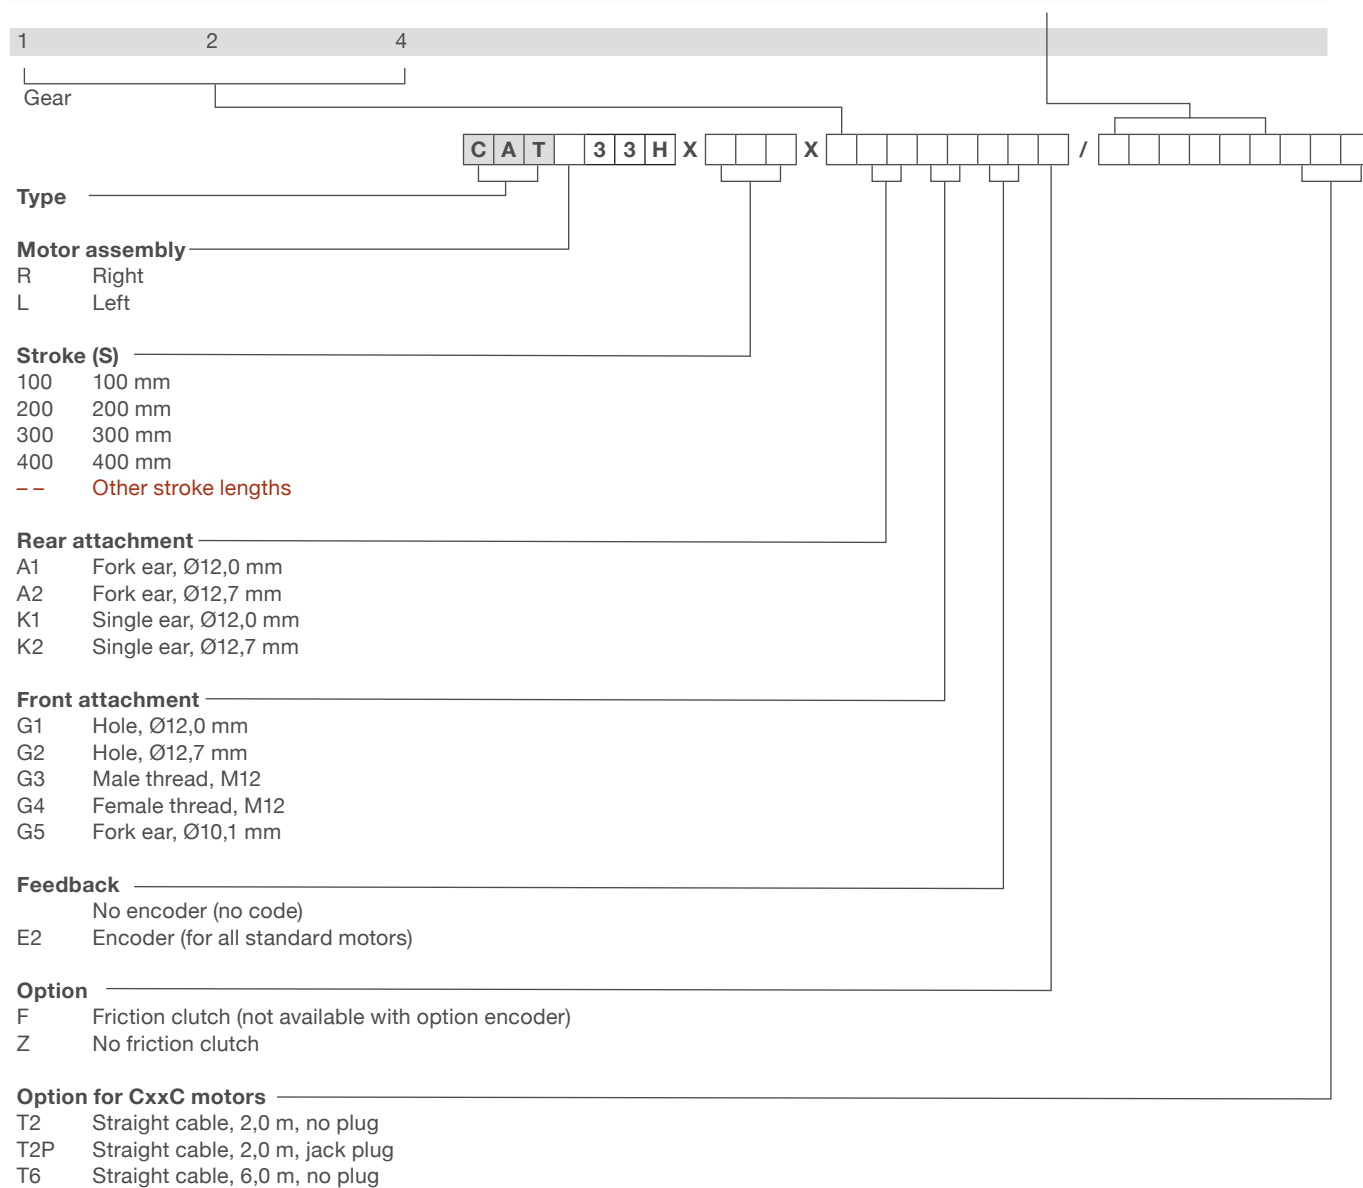 1 2 4
Gear
C A T 3 3 H X X /
Type
Motor assembly
R Right
L Left
Stroke (S)
100 100 mm
200 200 mm
300 300 mm
400 400 mm
– – Other stroke lengths
Rear attachment
A1 Fork ear, Ø12,0 mm
A2 Fork ear, Ø12,7 mm
K1 Single ear, Ø12,0 mm
K2 Single ear, Ø12,7 mm
Front attachment
G1 Hole, Ø12,0 mm
G2 Hole, Ø12,7 mm
G3 Male thread, M12
G4 Female thread, M12
G5 Fork ear, Ø10,1 mm
Feedback
No encoder (no code)
E2 Encoder (for all standard motors)
Option
F Friction clutch (not available with option encoder)
Z No friction clutch
Option for CxxC motors
T2 Straight cable, 2,0 m, no plug
T2P Straight cable, 2,0 m, jack plug
T6 Straight cable, 6,0 m, no plug